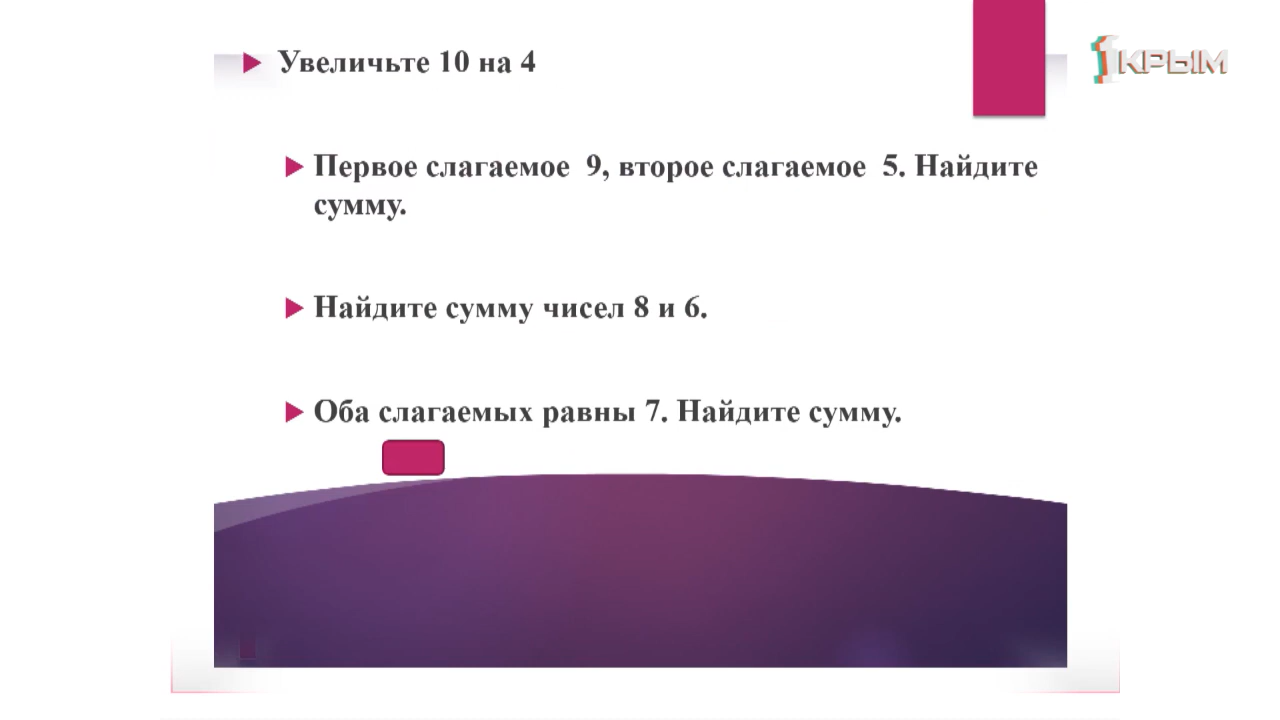 Увеличьте 10 на 4
1КРЫМ
Первое слагаемое 9, второе слагаемое 5. Найдите
сумму.
Найдите сумму чисел 8 и 6.
Оба слагаемых равны 7. Найдите сумму.